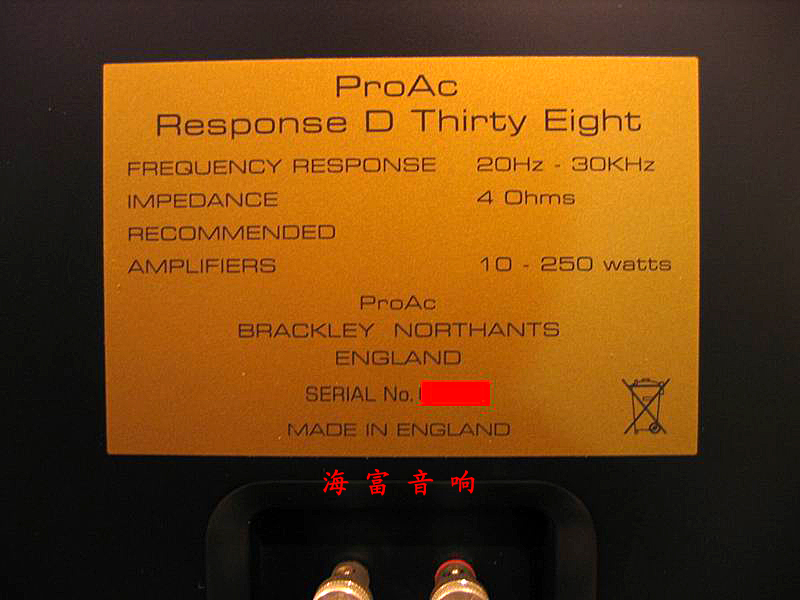 ProAc
Response D Thirty Eight
FREQUENCY RESPONSE 20Hz - 30KHz
IMPEDANCE 4 Ohms
RECOMMENDED
AMPLIFIERS 10 - 250 watts
ProAc
BRACKLEY NORTHANTS
ENGLAND
SERIAL No.
MADE IN ENGLAND
海富音响